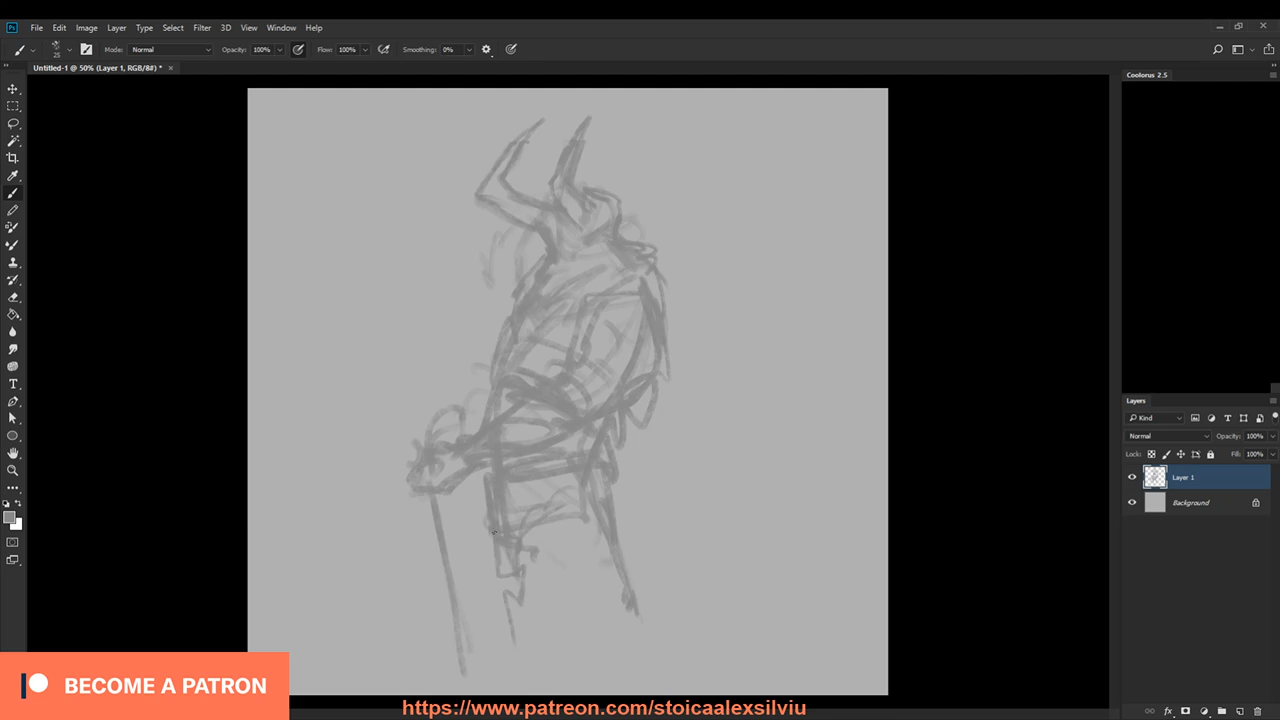 Ps File Edit Image Layer Type Select Filter 3D View Window Help
25 Mode: Normal Opacity: 100% Flow: 100% Smoothing: 0%
Untitled-1 @ 50% (Layer 1, RGB/8#) * ×
Coolorus 2.5
Layers
Kind
Normal Opacity: 100%
Lock: Fill: 100%
Layer 1
Background
BECOME A PATRON
https://www.patreon.com/stoicaalexsilviu